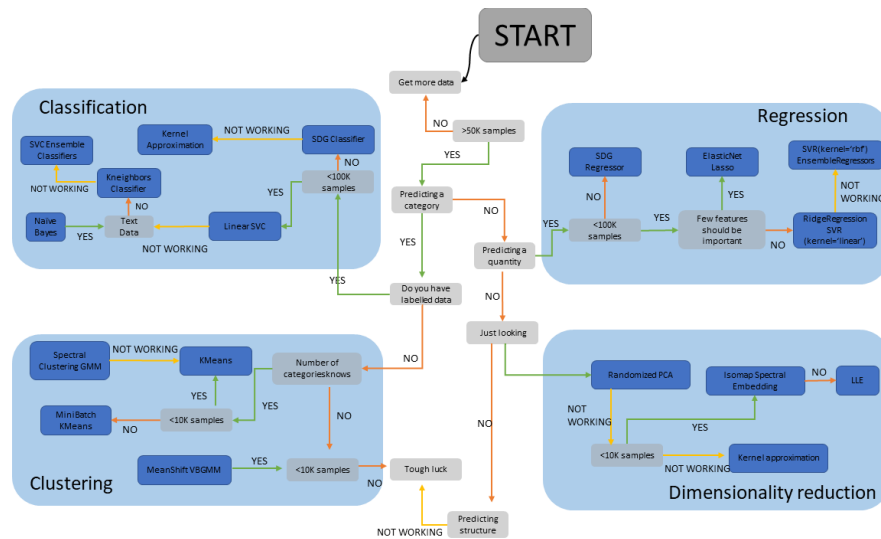 START
Get more data
NO
>50K samples
YES
Predicting a
category
NO
YES
Predicting a
quantity
YES
NO
Do you have
labelled data
YES
NO
Just looking
NO
Tough luck
NOT WORKING
Predicting
structure
Classification
Kernel
Approximation
NOT WORKING
SDG Classifier
NO
<100K
samples
YES
SVC Ensemble
Classifiers
NOT WORKING
Kneighbors
Classifier
NO
Naïve
Bayes
YES
Text
Data
NOT WORKING
Linear SVC
Regression
SDG
Regressor
NO
<100K
samples
YES
ElasticNet
Lasso
YES
Few features
should be
important
NO
SVR(kernel='rbf')
EnsembleRegressors
NOT
WORKING
RidgeRegression
SVR
(kernel='linear')
Clustering
Spectral
Clustering GMM
NOT WORKING
KMeans
Number of
categoriesknows
YES
YES
MiniBatch
KMeans
NO
<10K samples
NO
MeanShift VBGMM
YES
<10K samples
NO
Dimensionality reduction
Randomized PCA
NOT
WORKING
Isomap Spectral
Embedding
NO
LLE
YES
<10K samples
NOT WORKING
Kernel approximation